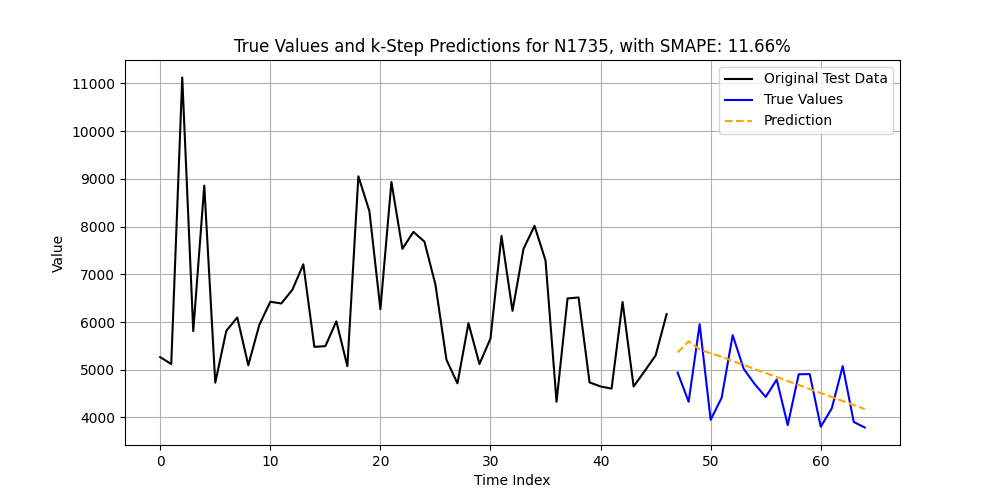 True Values and k-Step Predictions for N1735, with SMAPE: 11.66%
Original Test Data
True Values
Prediction
11000
10000
9000
8000
7000
6000
5000
4000
Value
0
10
20
30
40
50
60
Time Index